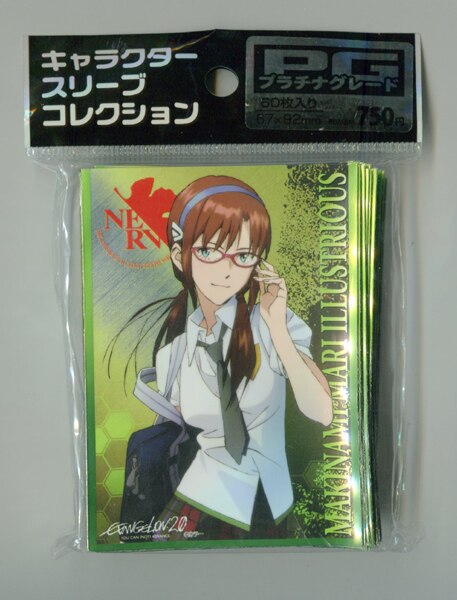 キャラクター
スリーブ
コレクション
PG
プラチナグレード
60枚入り
67×92mm
750円
NERV
MAKINAMI·MARI ILLUSTRIOUS
EVANGELION 2.0
YOU CAN (NOT) ADVANCE.